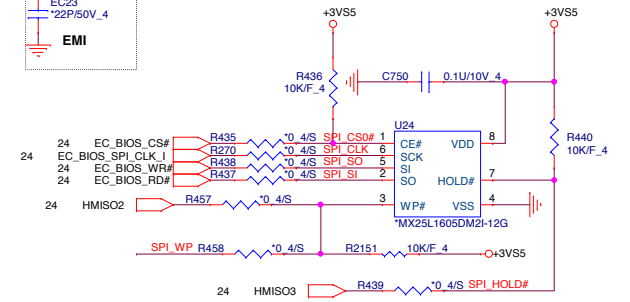 EC23
*22P/50V_4
EMI
+3VS5
+3VS5
R436
10K/F_4
C750
0.1U/10V_4
R440
10K/F_4
U24
24 EC_BIOS_CS# R435 *0_4/S SPI_CS0# 1 CE# VDD 8
24 EC_BIOS_SPI_CLK_I R270 *0_4/S SPI_CLK 6 SCK
24 EC_BIOS_WR# R438 *0_4/S SPI_SO 5 SI
24 EC_BIOS_RD# R437 *0_4/S SPI_SI 2 SO HOLD# 7
24 HMISO2 R457 *0_4/S 3 WP# VSS 4
*MX25L1605DM2I-12G
SPI_WP R458 *0_4/S R2151 10K/F_4 +3VS5
24 HMISO3 R439 *0_4/S SPI_HOLD#